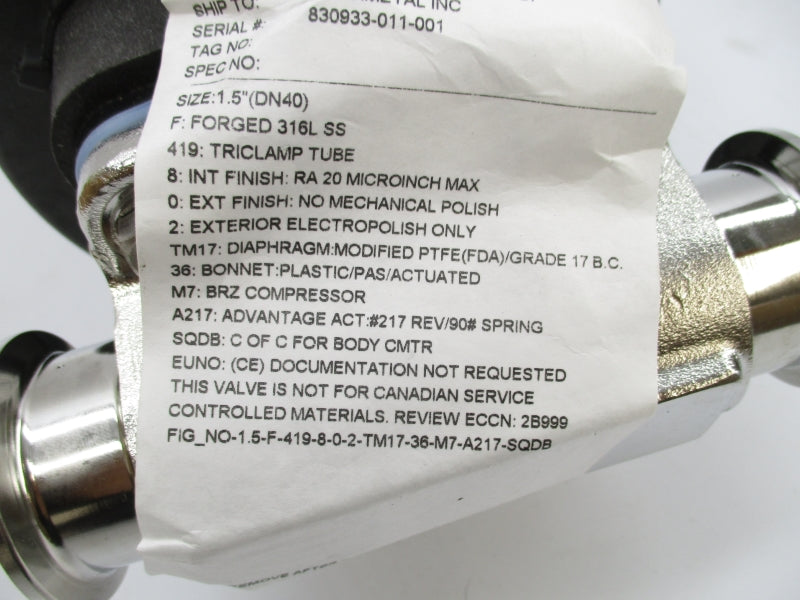 SHIP TO: METAL INC
SERIAL #: 830933-011-001
TAG NO:
SPEC NO:
SIZE:1.5"(DN40)
F: FORGED 316L SS
419: TRICLAMP TUBE
8: INT FINISH: RA 20 MICROINCH MAX
0: EXT FINISH: NO MECHANICAL POLISH
2: EXTERIOR ELECTROPOLISH ONLY
TM17: DIAPHRAGM:MODIFIED PTFE(FDA)/GRADE 17 B.C.
36: BONNET:PLASTIC/PAS/ACTUATED
M7: BRZ COMPRESSOR
A217: ADVANTAGE ACT:#217 REV/90# SPRING
SQDB: C OF C FOR BODY CMTR
EUNO: (CE) DOCUMENTATION NOT REQUESTED
THIS VALVE IS NOT FOR CANADIAN SERVICE
CONTROLLED MATERIALS. REVIEW ECCN: 2B999
FIG_NO-1.5-F-419-8-0-2-TM17-36-M7-A217-SQDB